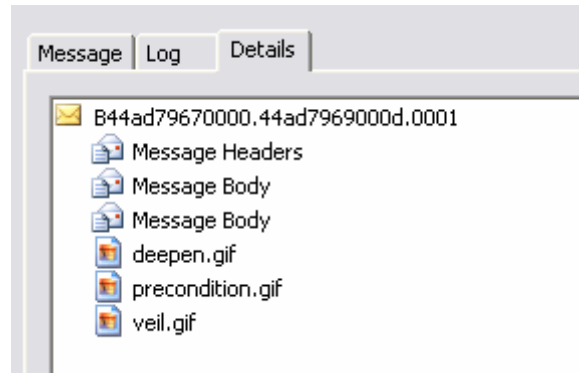 Message Log Details
B44ad79670000.44ad7969000d.0001
Message Headers
Message Body
Message Body
deepen.gif
precondition.gif
veil.gif